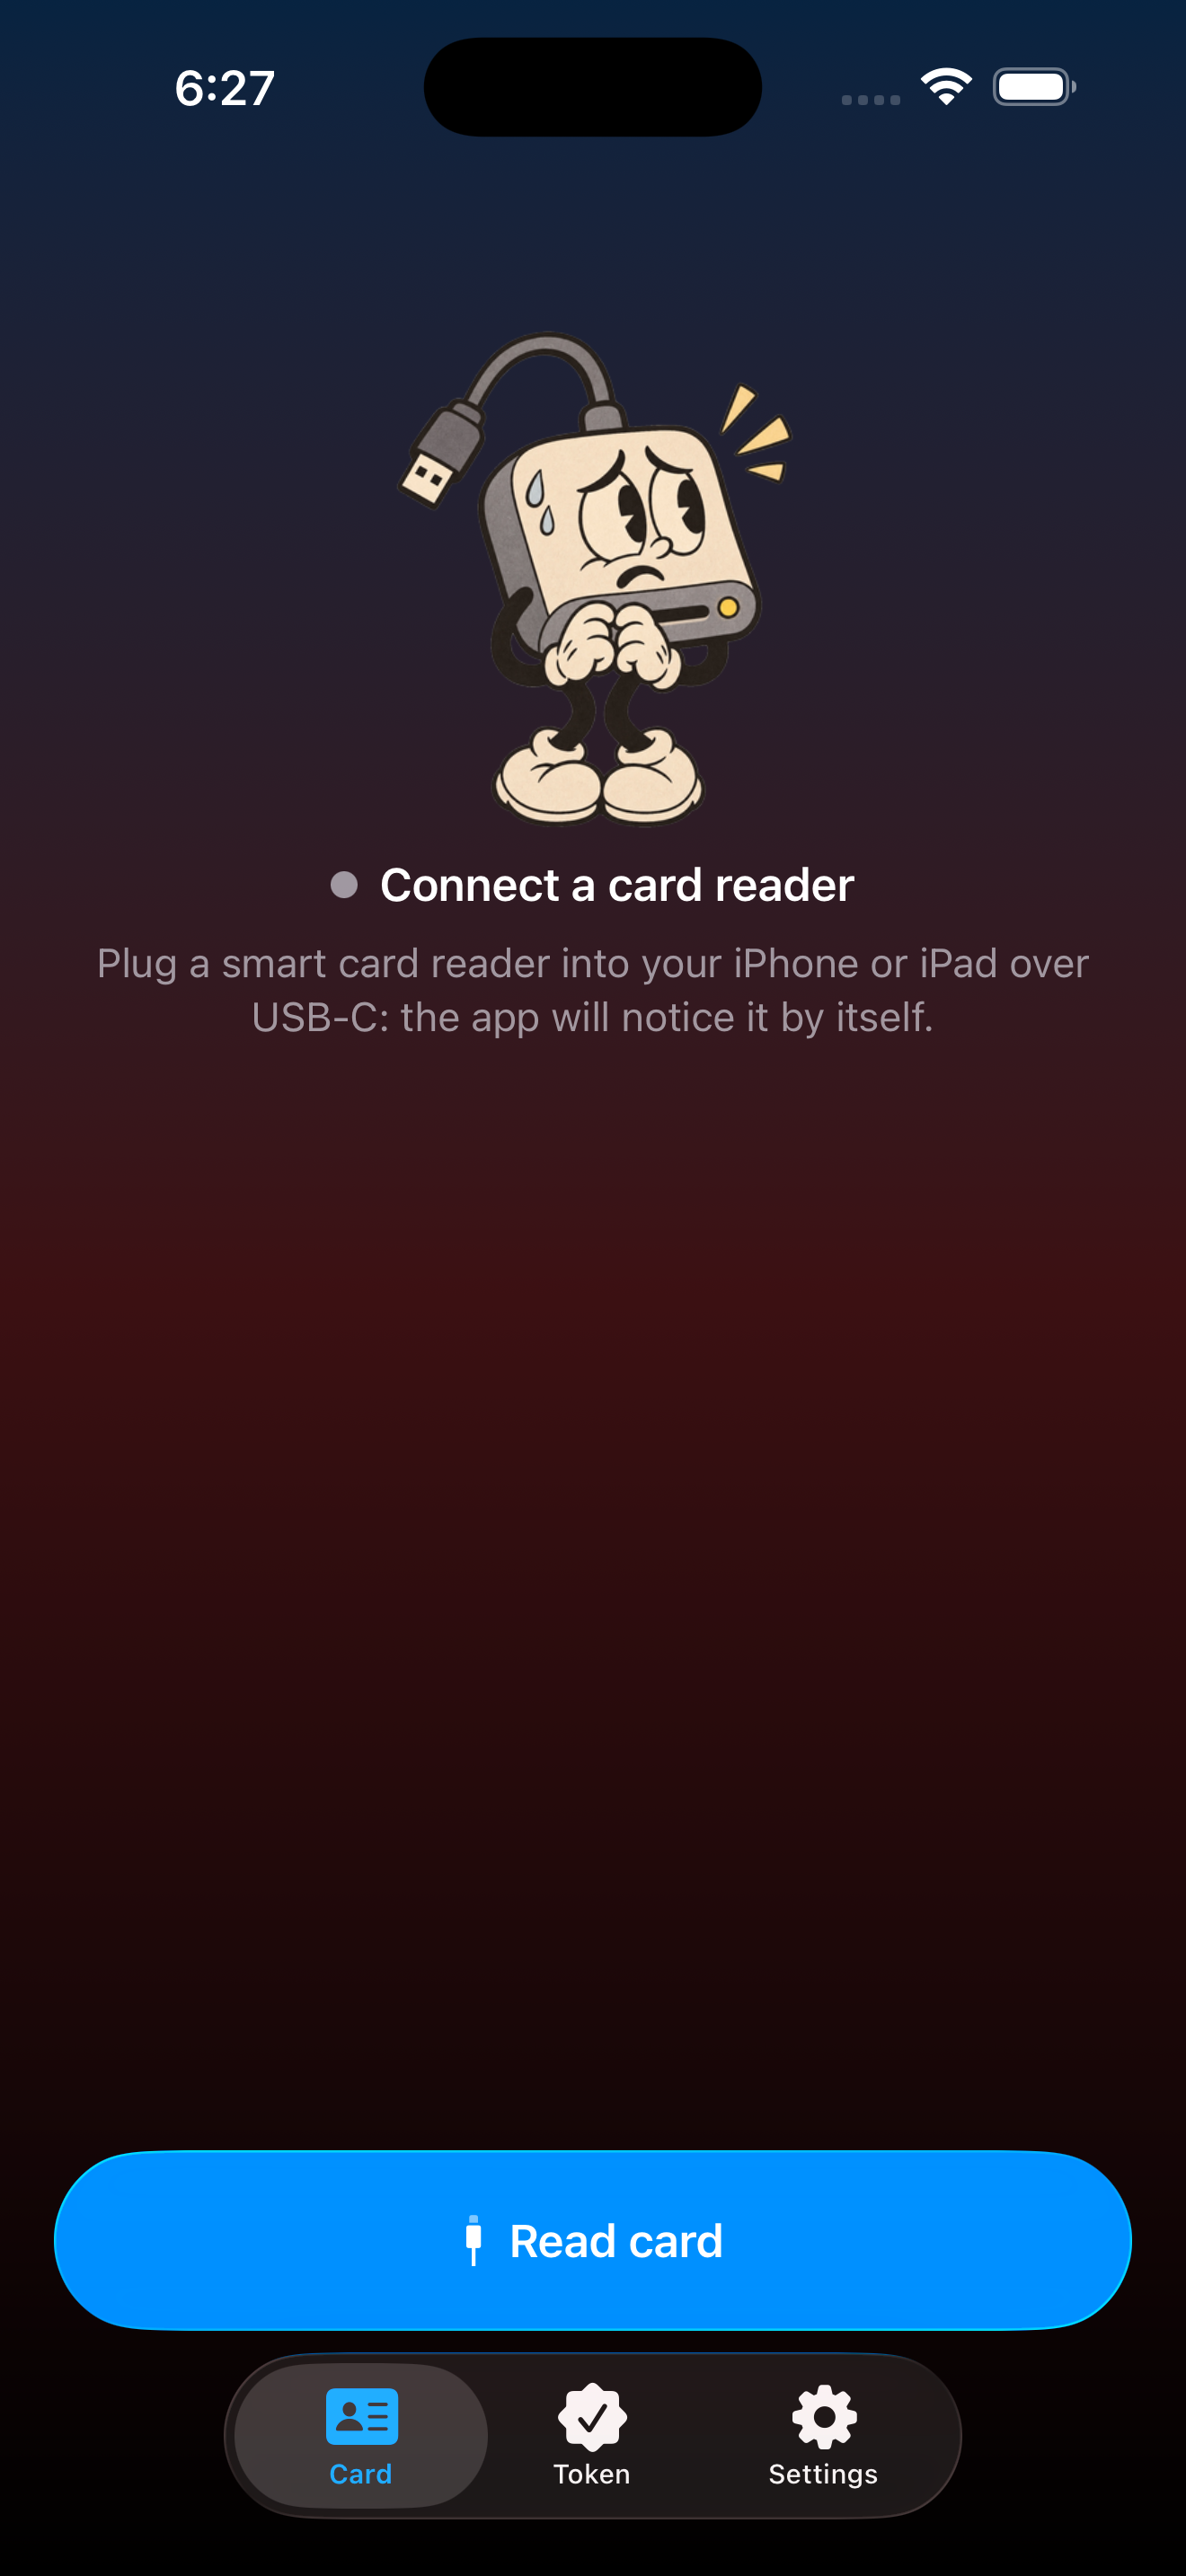 6:27
Connect a card reader
Plug a smart card reader into your iPhone or iPad over
USB-C: the app will notice it by itself.
Read card
Card
Token
Settings